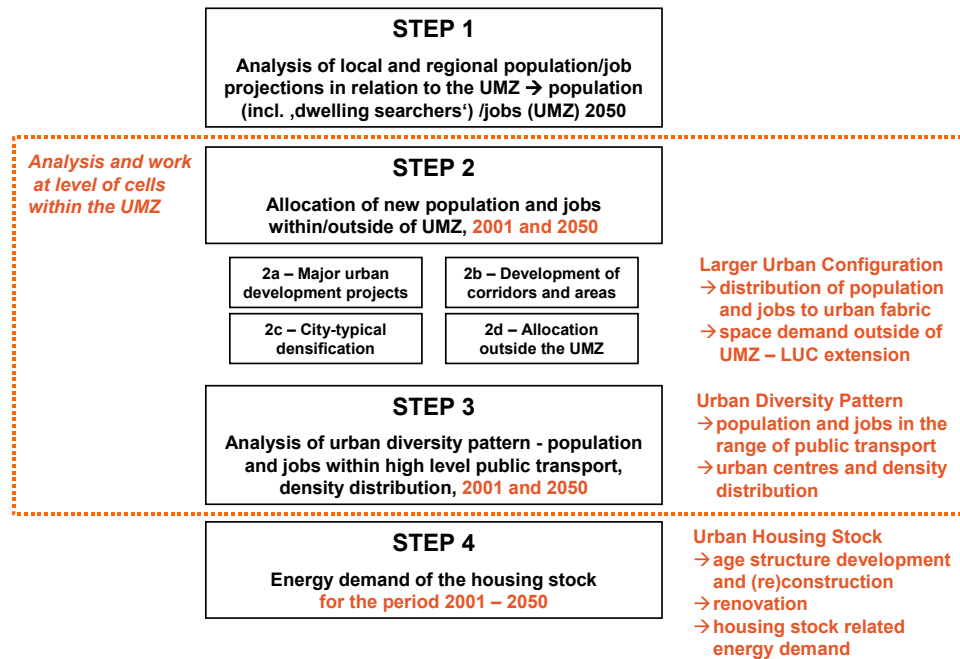 STEP 1
Analysis of local and regional population/job
projections in relation to the UMZ → population
(incl. ‚dwelling searchers‘) /jobs (UMZ) 2050
Analysis and work
at level of cells
within the UMZ
STEP 2
Allocation of new population and jobs
within/outside of UMZ, 2001 and 2050
2a – Major urban
development projects
2b – Development of
corridors and areas
2c – City-typical
densification
2d – Allocation
outside the UMZ
Larger Urban Configuration
→ distribution of population
and jobs to urban fabric
→ space demand outside of
UMZ – LUC extension
STEP 3
Analysis of urban diversity pattern - population
and jobs within high level public transport,
density distribution, 2001 and 2050
Urban Diversity Pattern
→ population and jobs in the
range of public transport
→ urban centres and density
distribution
STEP 4
Energy demand of the housing stock
for the period 2001 – 2050
Urban Housing Stock
→ age structure development
and (re)construction
→ renovation
→ housing stock related
energy demand